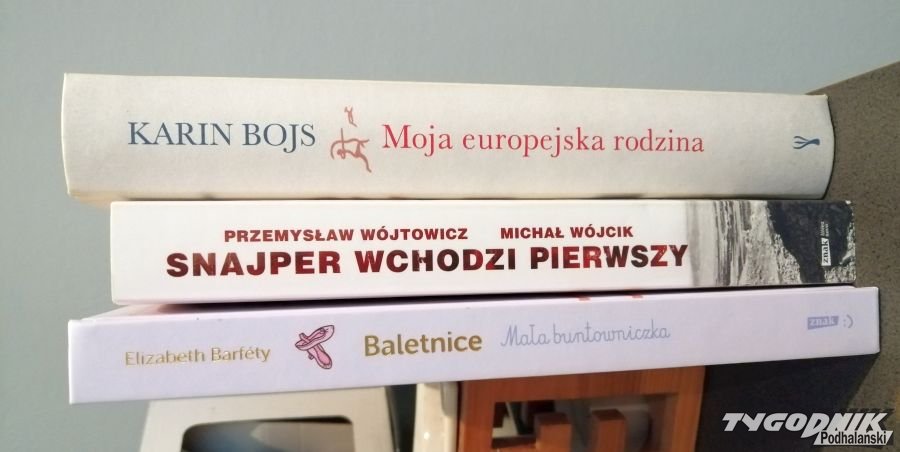 KARIN BOJS Moja europejska rodzina
PRZEMYSŁAW WÓJTOWICZ MICHAŁ WÓJCIK
SNAJPER WCHODZI PIERWSZY
znak
Elizabeth Barféty Baletnice Mała buntowniczka
znak :)
TYGODNIK
Podhalański